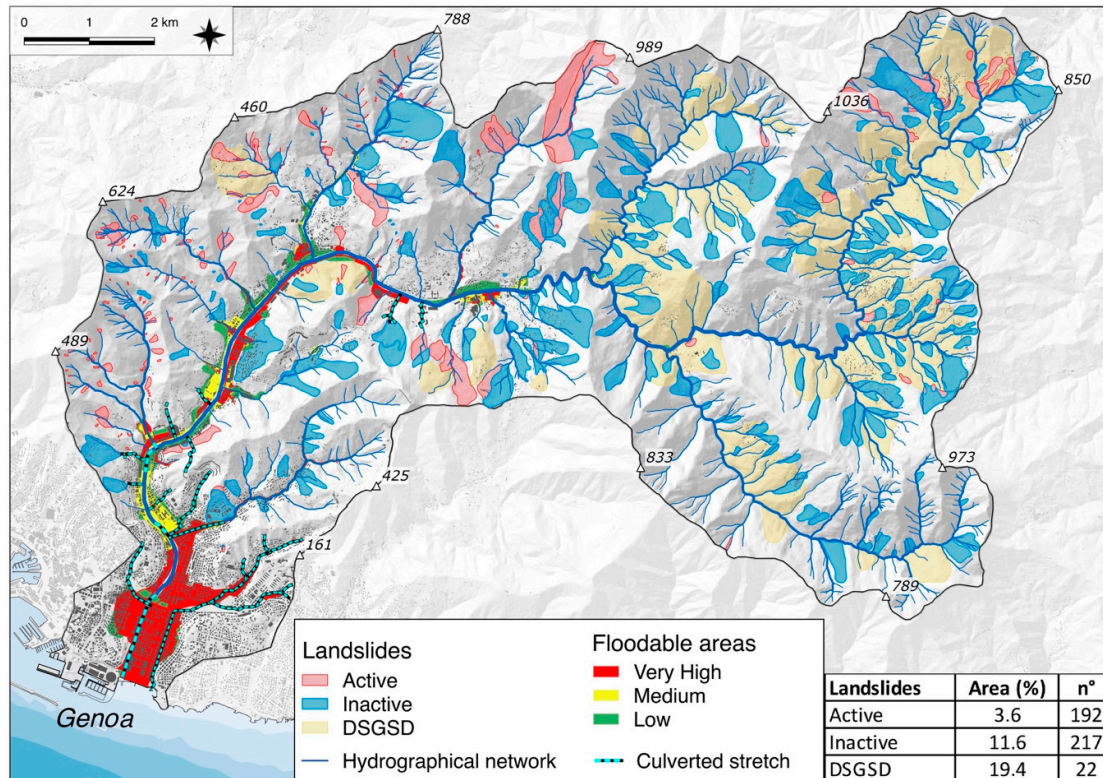 0 1 2 km
788
989
850
1036
460
624
489
833
973
425
161
789
Genoa
Landslides
Active
Inactive
DSGSD
Hydrographical network
Floodable areas
Very High
Medium
Low
Culverted stretch
Landslides Area (%) n°
Active 3.6 192
Inactive 11.6 217
DSGSD 19.4 22